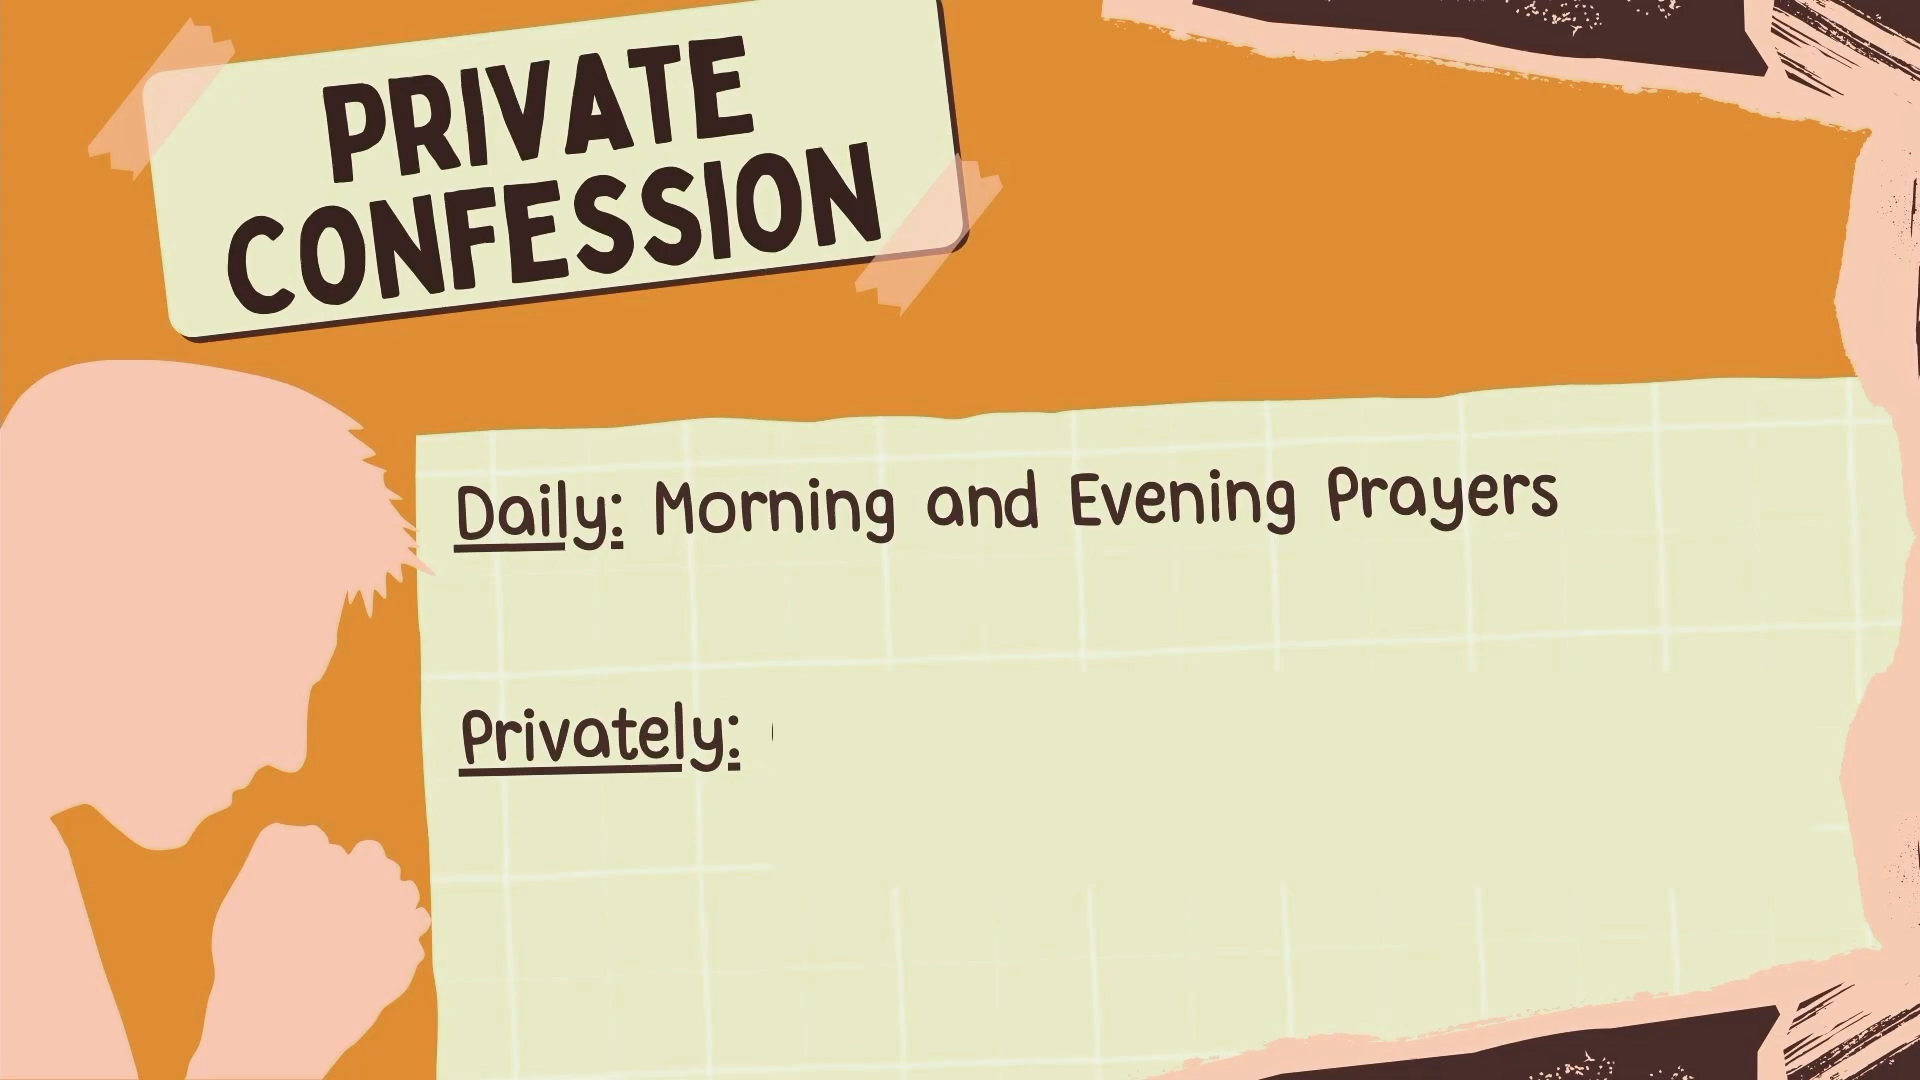 PRIVATE
CONFESSION
Daily: Morning and Evening Prayers
Privately: